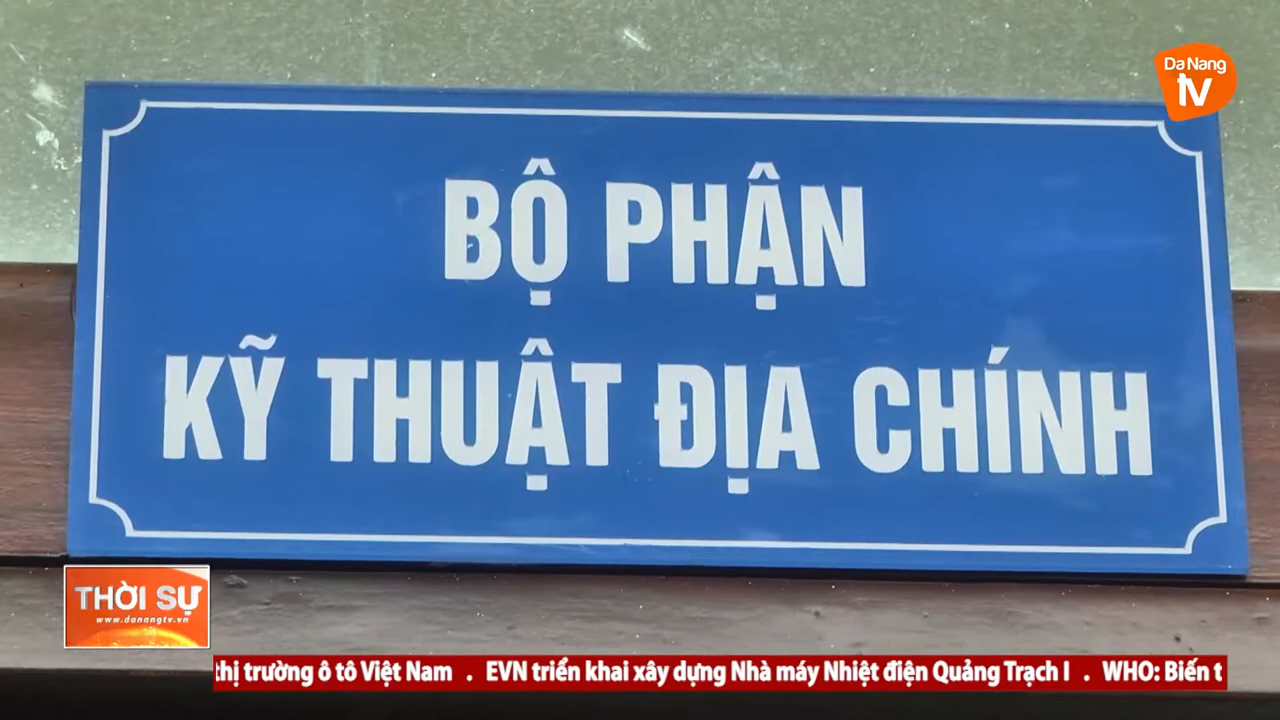 Da Nang
tv
BỘ PHẬN
KỸ THUẬT ĐỊA CHÍNH
THỜI SỰ
www.danangtv.vn
thị trường ô tô Việt Nam . EVN triển khai xây dựng Nhà máy Nhiệt điện Quảng Trạch I . WHO: Biến t